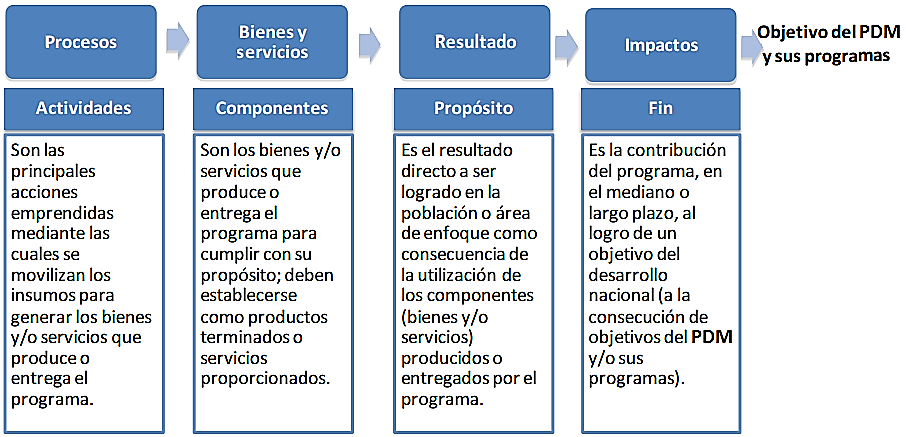 Procesos
Bienes y
servicios
Resultado
Impactos
Objetivo del PDM
y sus programas
Actividades
Componentes
Propósito
Fin
Son las
principales
acciones
emprendidas
mediante las
cuales se
movilizan los
insumos para
generar los bienes
y/o servicios que
produce o
entrega el
programa.
Son los bienes y/o
servicios que
produce o
entrega el
programa para
cumplir con su
propósito; deben
establecerse
como productos
terminados o
servicios
proporcionados.
Es el resultado
directo a ser
logrado en la
población o área
de enfoque como
consecuencia de
la utilización de
los componentes
(bienes y/o
servicios)
producidos o
entregados por el
programa.
Es la contribución
del programa, en
el mediano o
largo plazo, al
logro de un
objetivo del
desarrollo
nacional (a la
consecución de
objetivos del PDM
y/o sus
programas).